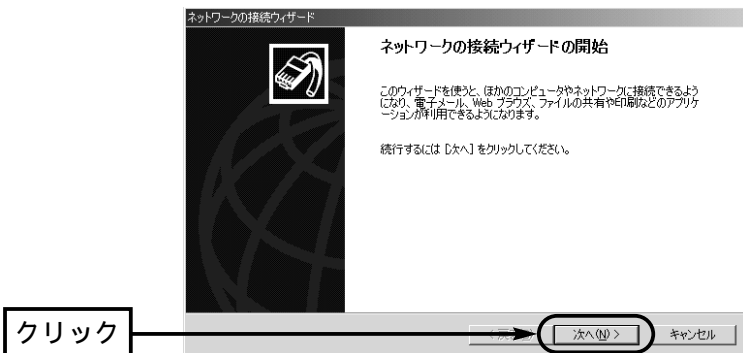 ネットワークの接続ウィザード
ネットワークの接続ウィザードの開始
このウィザードを使うと、ほかのコンピュータやネットワークに接続できるよう
になり、電子メール、Web ブラウズ、ファイルの共有や印刷などのアプリケ
ーションが利用できるようになります。
続行するには [次へ] をクリックしてください。
クリック
次へ(N) >
キャンセル